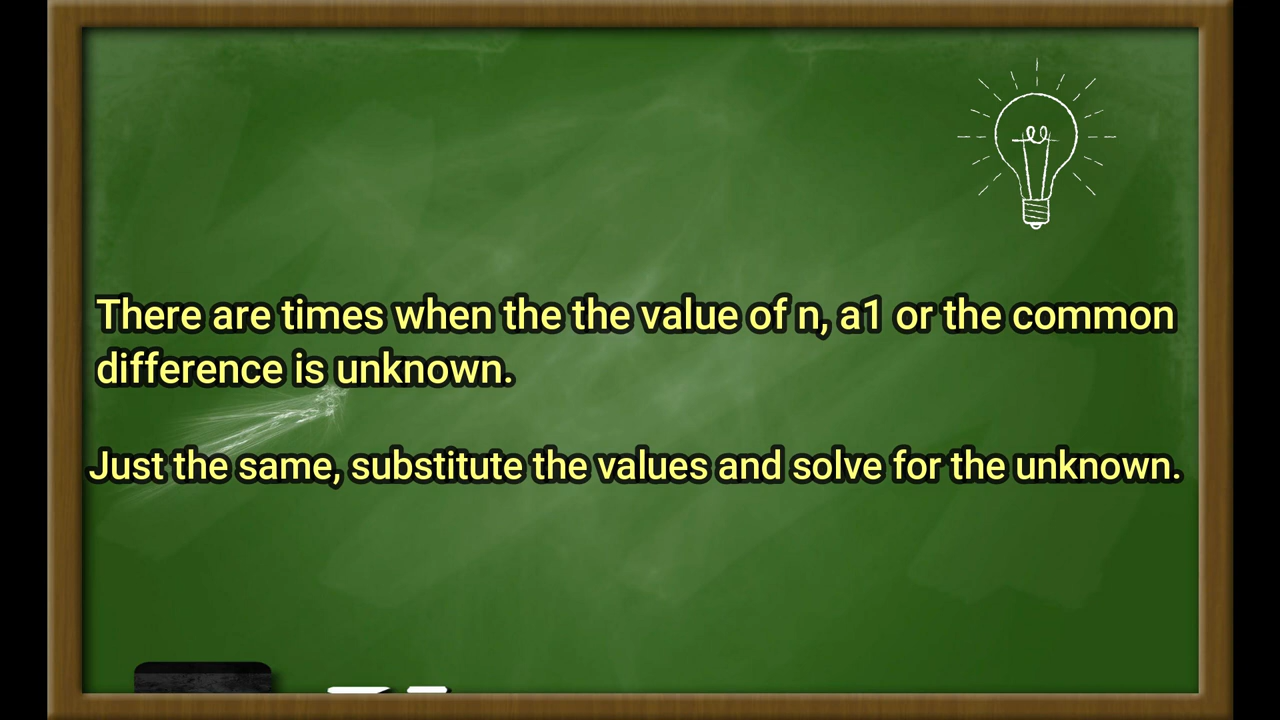 There are times when the the value of n, a1 or the common
difference is unknown.
Just the same, substitute the values and solve for the unknown.